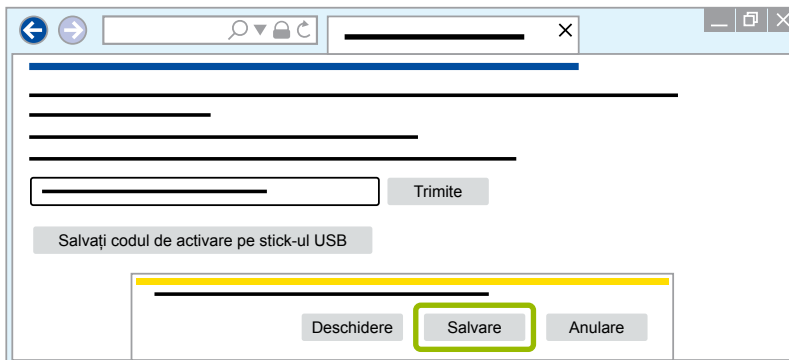 Trimite
Salvați codul de activare pe stick-ul USB
Deschidere Salvare Anulare